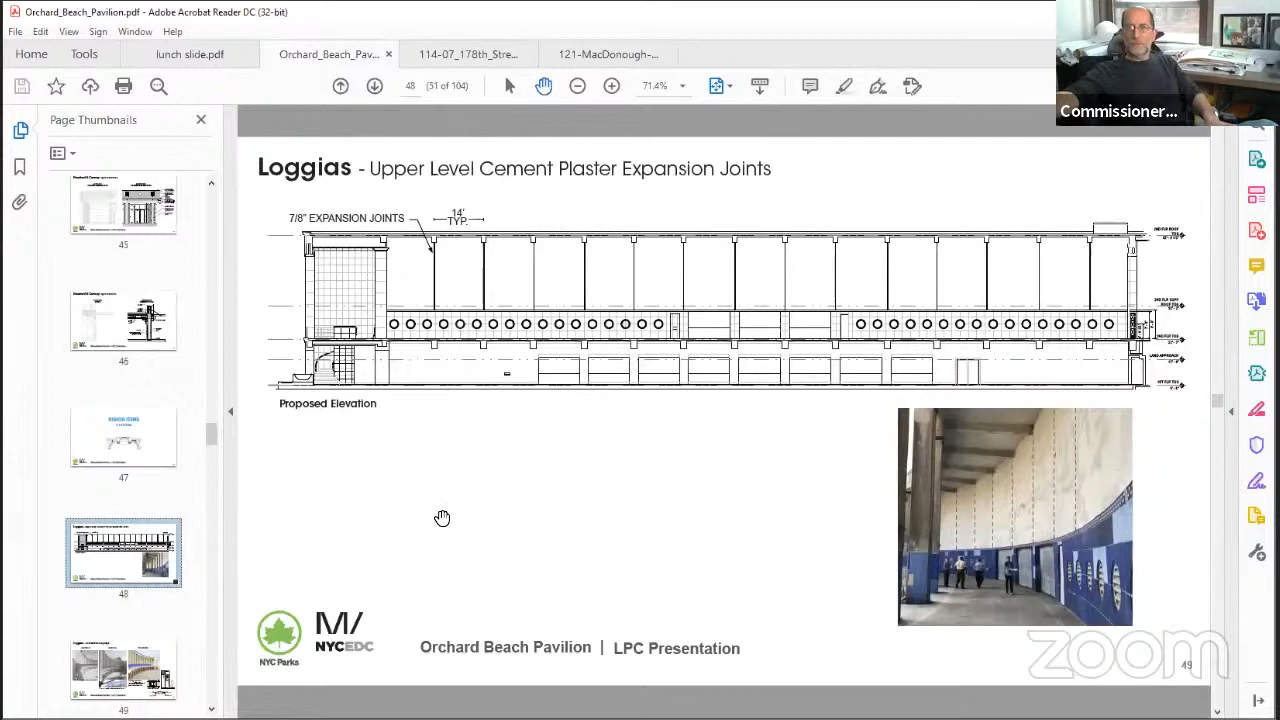 Orchard_Beach_Pavilion.pdf - Adobe Acrobat Reader DC (32-bit)
File Edit View Sign Window Help
Home Tools lunch slide.pdf Orchard_Beach_Pav... × 114-07_178th_Stre... 121-MacDonough-...
48 (51 of 104) 71.4%
Commissioner...
Page Thumbnails
45
46
47
48
49
Loggias - Upper Level Cement Plaster Expansion Joints
7/8" EXPANSION JOINTS
14'
TYP.
LAND APPROACH
Proposed Elevation
NYC Parks
M/
NYCEDC
Orchard Beach Pavilion | LPC Presentation
zoom
49